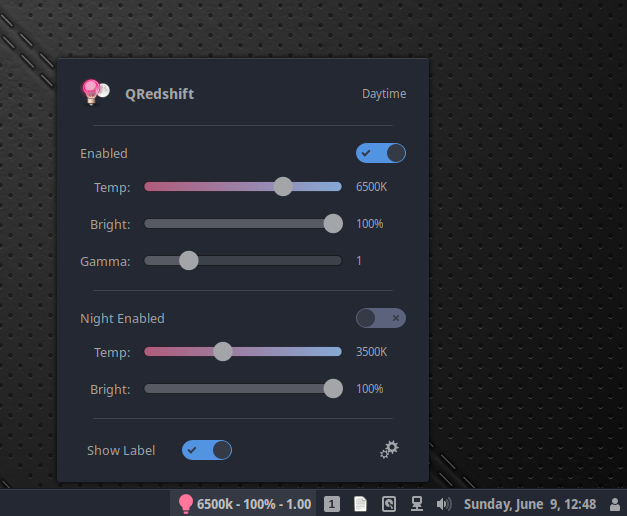 QRedshift Daytime
Enabled
Temp: 6500K
Bright: 100%
Gamma: 1
Night Enabled
Temp: 3500K
Bright: 100%
Show Label
6500k - 100% - 1.00 1 Sunday, June 9, 12:48